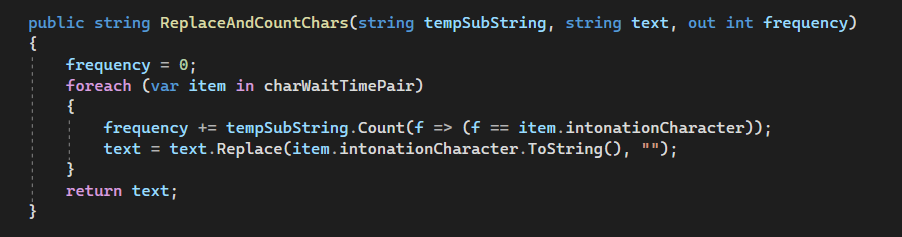 public string ReplaceAndCountChars(string tempSubString, string text, out int frequency)
{
    frequency = 0;
    foreach (var item in charWaitTimePair)
    {
        frequency += tempSubString.Count(f => (f == item.intonationCharacter));
        text = text.Replace(item.intonationCharacter.ToString(), "");
    }
    return text;
}